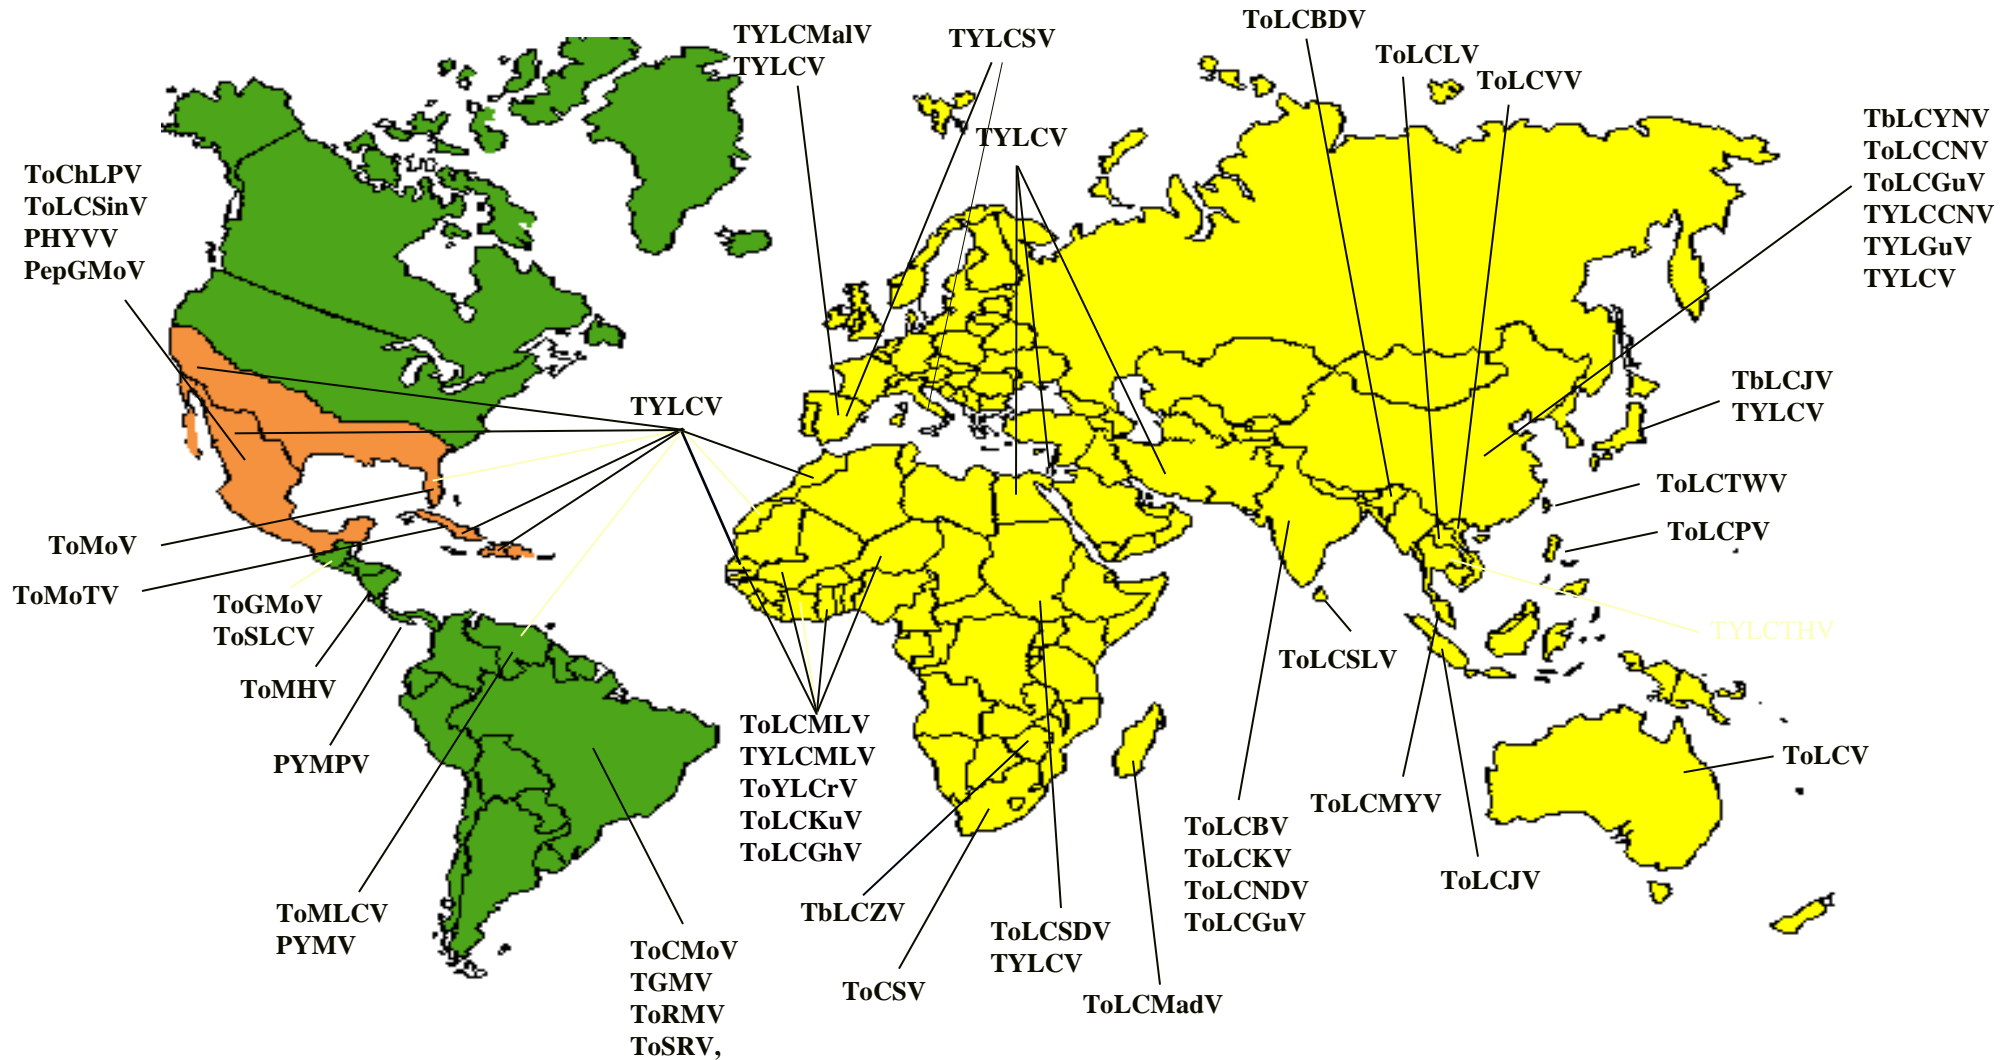 ToLCBDV
TYLCMalV
TYLCV
TYLCSV
ToLCLV
ToLCVV
TYLCV
TbLCYNV
ToLCCNV
ToLCGuV
TYLCCNV
TYLGuV
TYLCV
ToChLPV
ToLCSinV
PHYVV
PepGMoV
TbLCJV
TYLCV
TYLCV
ToLCTWV
ToLCPV
ToMoV
ToMoTV
ToGMoV
ToSLCV
TYLCTHV
ToLCSLV
ToMHV
PYMPV
ToLCMLV
TYLCMLV
ToYLCrV
ToLCKuV
ToLCGhV
ToLCV
ToLCMYV
ToLCBV
ToLCKV
ToLCNDV
ToLCGuV
ToLCJV
ToMLCV
PYMV
TbLCZV
ToLCSDV
TYLCV
ToCMoV
TGMV
ToRMV
ToSRV,
ToCSV
ToLCMadV